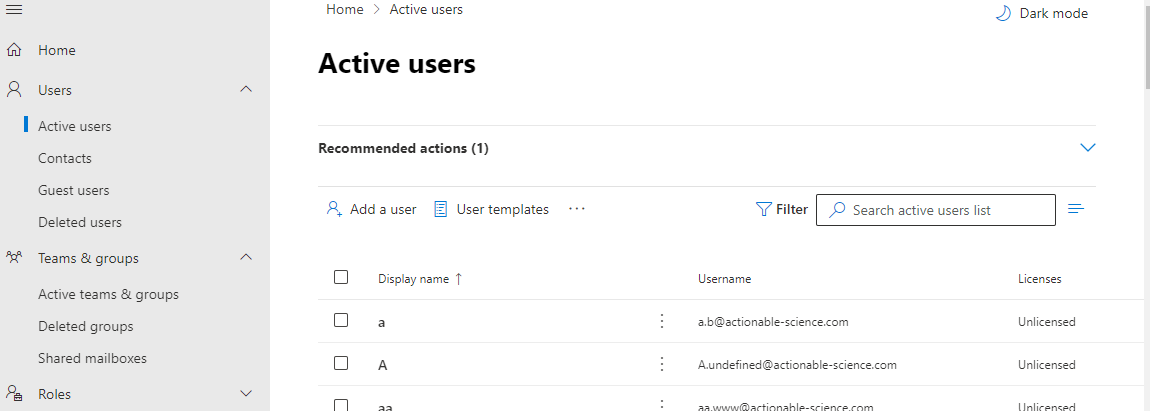 Home > Active users
Dark mode
Home
Users
Active users
Contacts
Guest users
Deleted users
Teams & groups
Active teams & groups
Deleted groups
Shared mailboxes
Roles
Active users
Recommended actions (1)
Add a user User templates ··· Filter Search active users list
Display name ↑ Username Licenses
a a.b@actionable-science.com Unlicensed
A A.undefined@actionable-science.com Unlicensed
aa aa.www@actionable-science.com Unlicensed